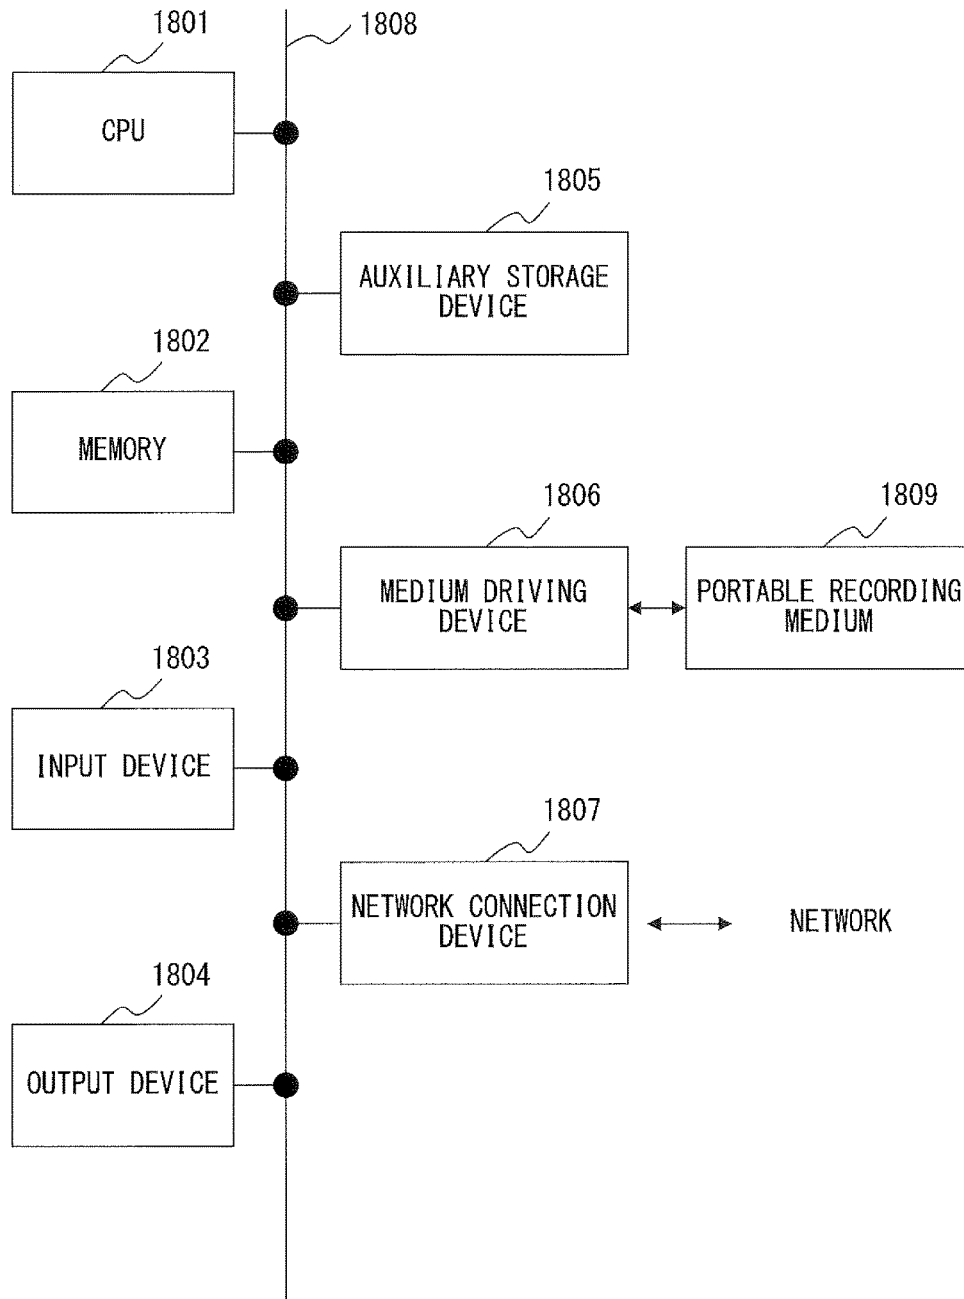 1801
1808
CPU
1805
AUXILIARY STORAGE
DEVICE
1802
MEMORY
1806
1809
MEDIUM DRIVING
DEVICE
PORTABLE RECORDING
MEDIUM
1803
INPUT DEVICE
1807
NETWORK CONNECTION
DEVICE
NETWORK
1804
OUTPUT DEVICE